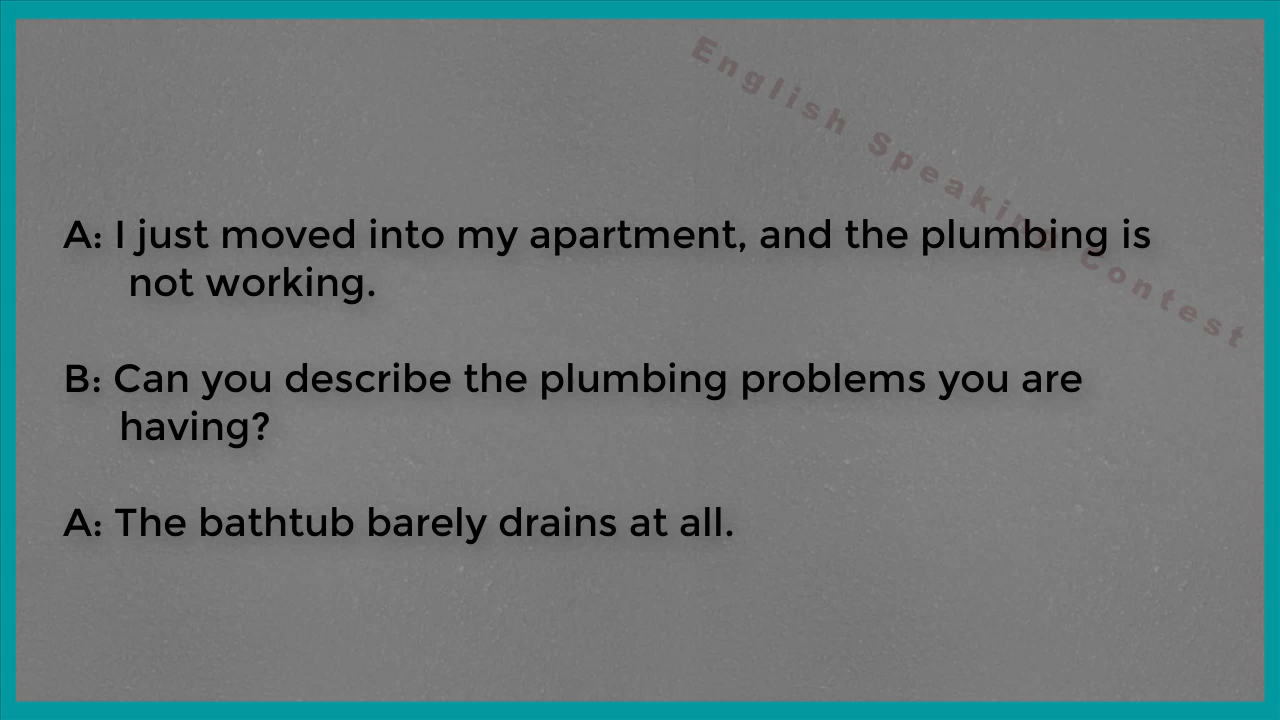 English Speaking Contest
A: I just moved into my apartment, and the plumbing is
not working.
B: Can you describe the plumbing problems you are
having?
A: The bathtub barely drains at all.